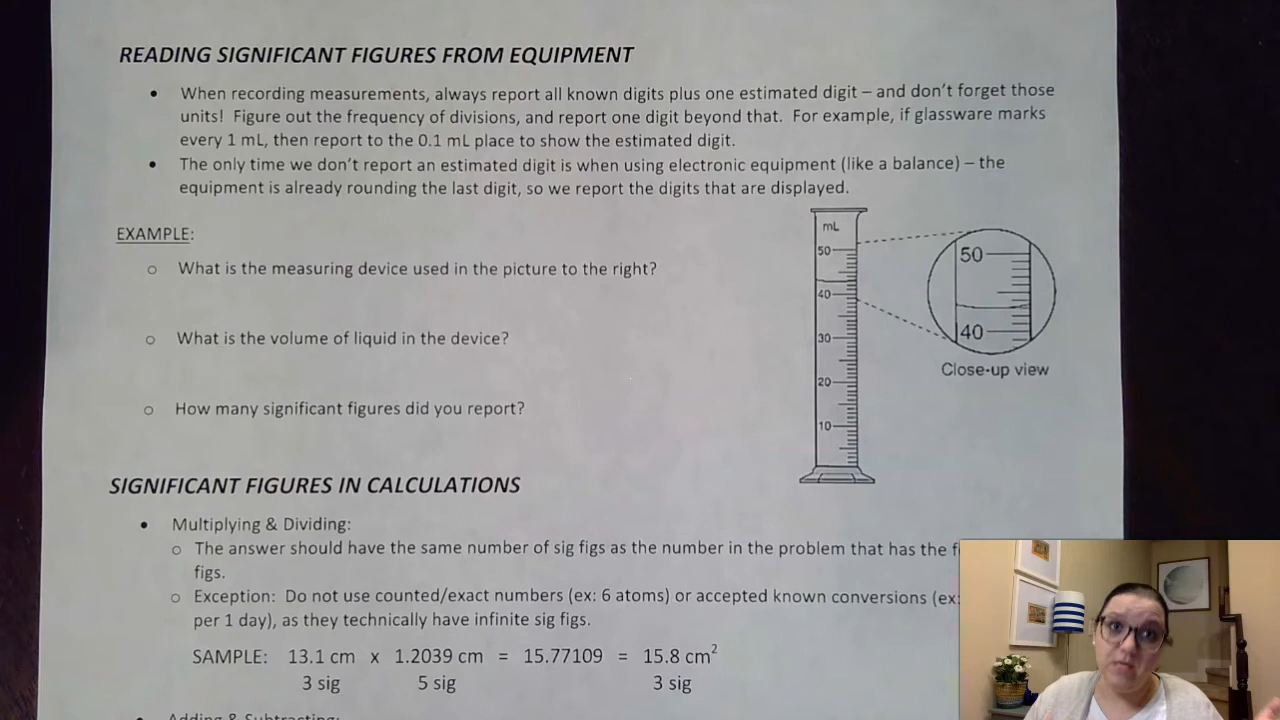 READING SIGNIFICANT FIGURES FROM EQUIPMENT
• When recording measurements, always report all known digits plus one estimated digit – and don't forget those
units! Figure out the frequency of divisions, and report one digit beyond that. For example, if glassware marks
every 1 mL, then report to the 0.1 mL place to show the estimated digit.
• The only time we don't report an estimated digit is when using electronic equipment (like a balance) – the
equipment is already rounding the last digit, so we report the digits that are displayed.
EXAMPLE:
o What is the measuring device used in the picture to the right?
o What is the volume of liquid in the device?
o How many significant figures did you report?
mL
50
40
30
20
10
50
40
Close-up view
SIGNIFICANT FIGURES IN CALCULATIONS
• Multiplying & Dividing:
o The answer should have the same number of sig figs as the number in the problem that has the
figs.
o Exception: Do not use counted/exact numbers (ex: 6 atoms) or accepted known conversions (ex:
per 1 day), as they technically have infinite sig figs.
SAMPLE: 13.1 cm x 1.2039 cm = 15.77109 = 15.8 cm²
3 sig 5 sig 3 sig
• Adding & Subtracting: